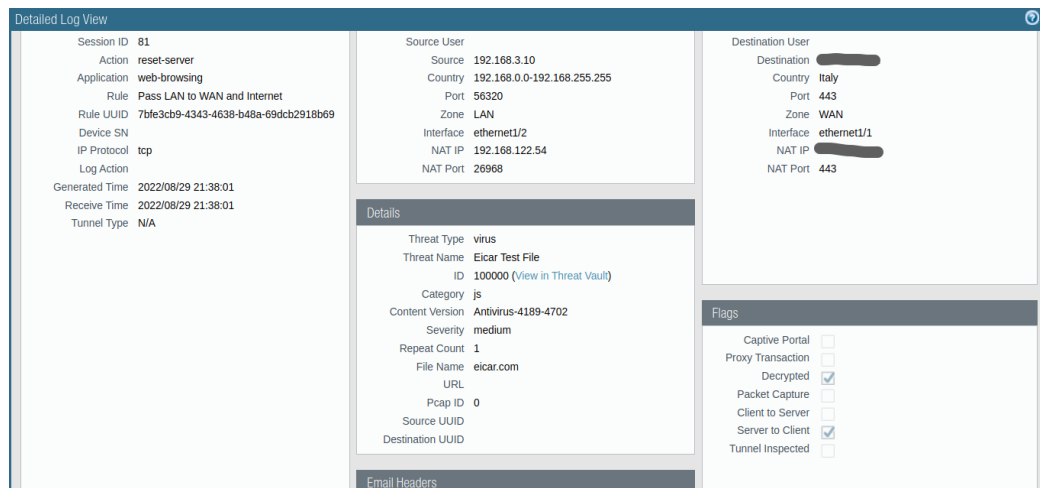 Detailed Log View
Session ID 81
Action reset-server
Application web-browsing
Rule Pass LAN to WAN and Internet
Rule UUID 7bfe3cb9-4343-4638-b48a-69dcb2918b69
Device SN
IP Protocol tcp
Log Action
Generated Time 2022/08/29 21:38:01
Receive Time 2022/08/29 21:38:01
Tunnel Type N/A
Source User
Source 192.168.3.10
Country 192.168.0.0-192.168.255.255
Port 56320
Zone LAN
Interface ethernet1/2
NAT IP 192.168.122.54
NAT Port 26968
Details
Threat Type virus
Threat Name Eicar Test File
ID 100000 (View in Threat Vault)
Category js
Content Version Antivirus-4189-4702
Severity medium
Repeat Count 1
File Name eicar.com
URL
Pcap ID 0
Source UUID
Destination UUID
Email Headers
Destination User
Destination
Country Italy
Port 443
Zone WAN
Interface ethernet1/1
NAT IP
NAT Port 443
Flags
Captive Portal
Proxy Transaction
Decrypted
Packet Capture
Client to Server
Server to Client
Tunnel Inspected